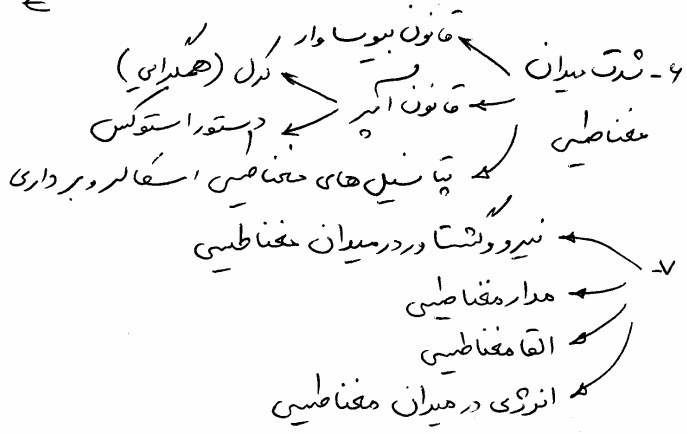 قانون بیوساوار
۶- شدت میدان
مغناطیسی
قانون آمپر
کرل (همگرایی)
دستور استوکس
پتانسیل‌های مغناطیسی اسکالر و برداری
۷-
نیرو و گشتاور در میدان مغناطیسی
مدار مغناطیسی
القا مغناطیسی
انرژی در میدان مغناطیسی